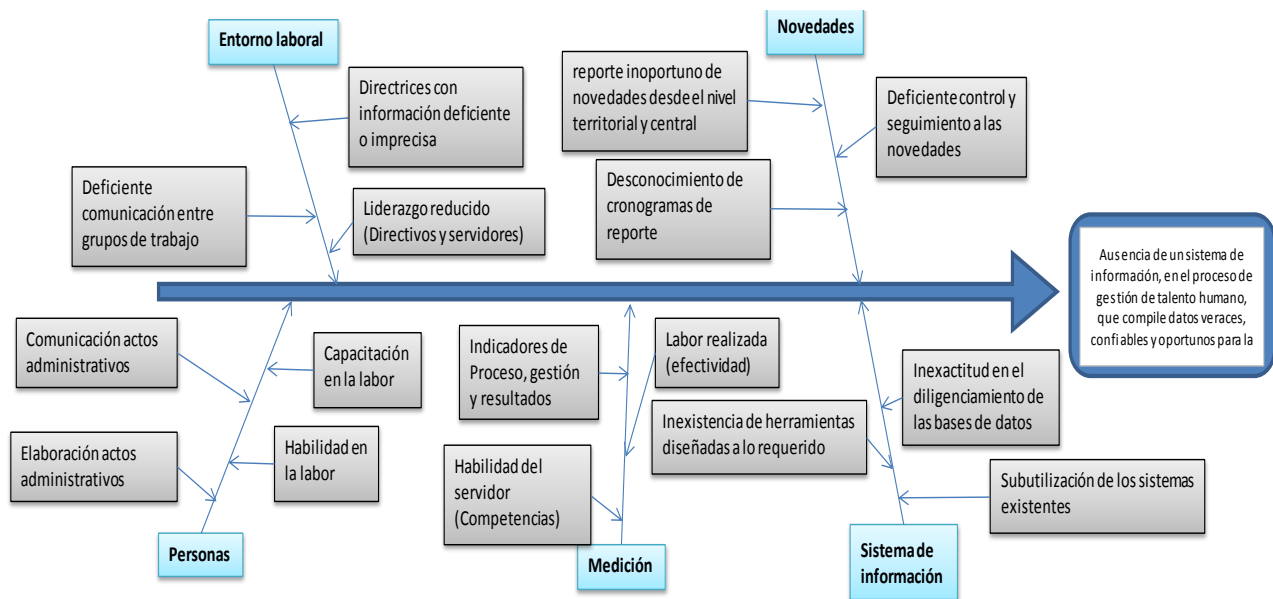 Entorno laboral
Novedades
Directrices con
información deficiente
o imprecisa
reporte inoportuno de
novedades desde el nivel
territorial y central
Deficiente control y
seguimiento a las
novedades
Deficiente
comunicación entre
grupos de trabajo
Liderazgo reducido
(Directivos y servidores)
Desconocimiento de
cronogramas de
reporte
Ausencia de un sistema de
información, en el proceso de
gestión de talento humano,
que compile datos veraces,
confiables y oportunos para la
Comunicación actos
administrativos
Capacitación
en la labor
Indicadores de
Proceso, gestión
y resultados
Labor realizada
(efectividad)
Inexactitud en el
diligenciamiento de
las bases de datos
Elaboración actos
administrativos
Habilidad en
la labor
Habilidad del
servidor
(Competencias)
Inexistencia de herramientas
diseñadas a lo requerido
Subutilización de los sistemas
existentes
Personas
Medición
Sistema de
información